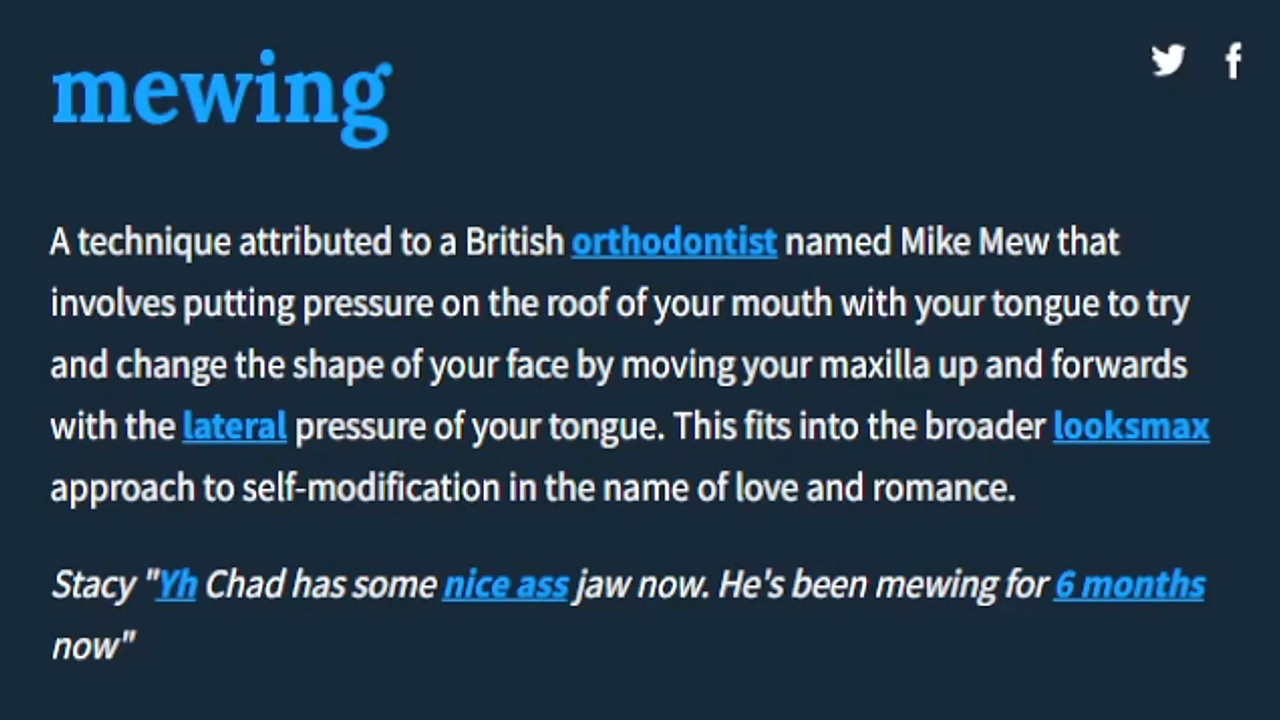 mewing
A technique attributed to a British orthodontist named Mike Mew that
involves putting pressure on the roof of your mouth with your tongue to try
and change the shape of your face by moving your maxilla up and forwards
with the lateral pressure of your tongue. This fits into the broader looksmax
approach to self-modification in the name of love and romance.
Stacy "Yh Chad has some nice ass jaw now. He's been mewing for 6 months
now"